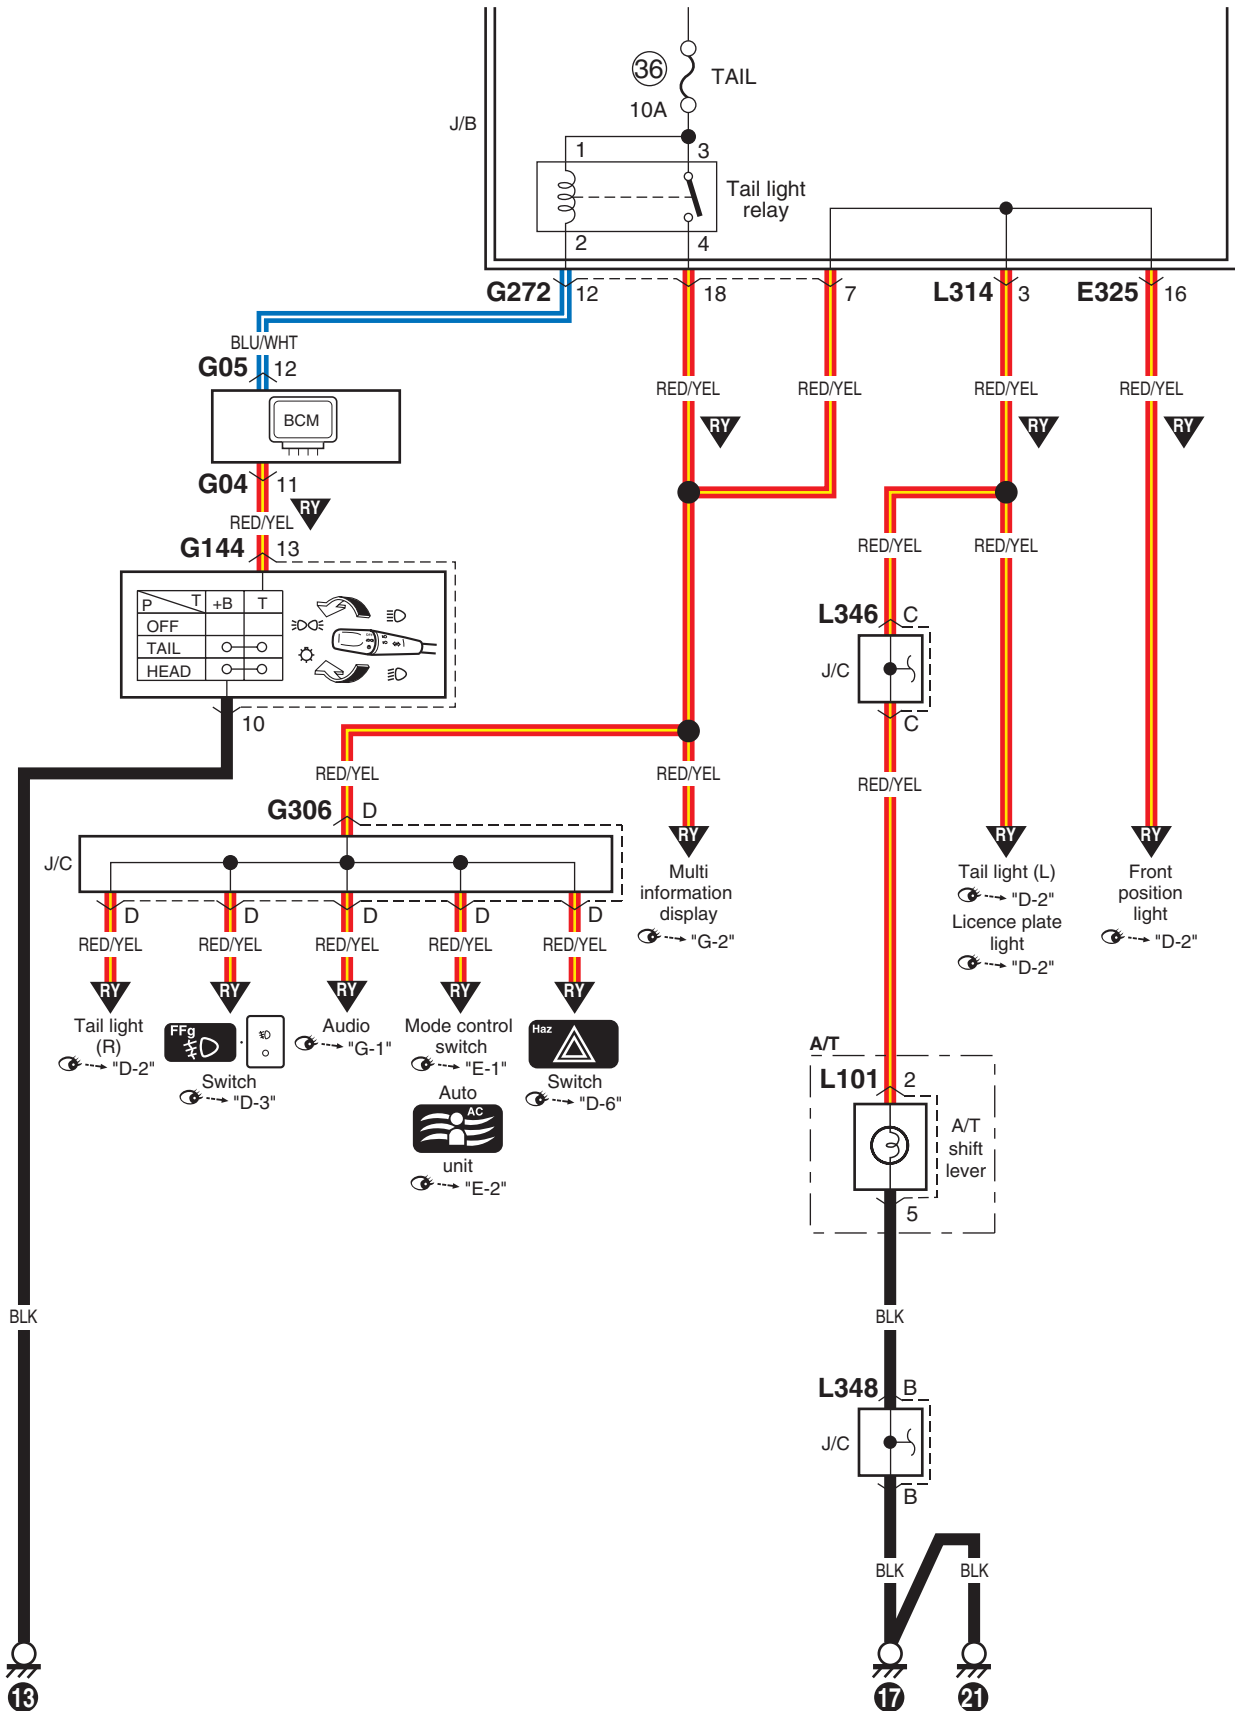 36
TAIL
10A
J/B
1
3
Tail light
relay
2
4
G272
12
18
7
L314
3
E325
16
BLU/WHT
G05
12
RED/YEL
RED/YEL
RED/YEL
RED/YEL
BCM
RY
RY
RY
G04
11
RY
RED/YEL
G144
13
RED/YEL
RED/YEL
P
T
+B
T
OFF
TAIL
HEAD
L346
C
J/C
C
10
RED/YEL
RED/YEL
RED/YEL
G306
D
RY
RY
RY
J/C
Multi
information
display
"G-2"
Tail light (L)
"D-2"
Licence plate
light
"D-2"
Front
position
light
"D-2"
D
D
D
D
D
RED/YEL
RED/YEL
RED/YEL
RED/YEL
RED/YEL
RY
RY
RY
RY
RY
Tail light
(R)
"D-2"
FFg
Switch
"D-3"
Audio
"G-1"
Mode control
switch
"E-1"
Auto
AC
unit
"E-2"
Haz
Switch
"D-6"
A/T
L101
2
A/T
shift
lever
5
BLK
BLK
L348
B
J/C
B
BLK
BLK
13
17
21